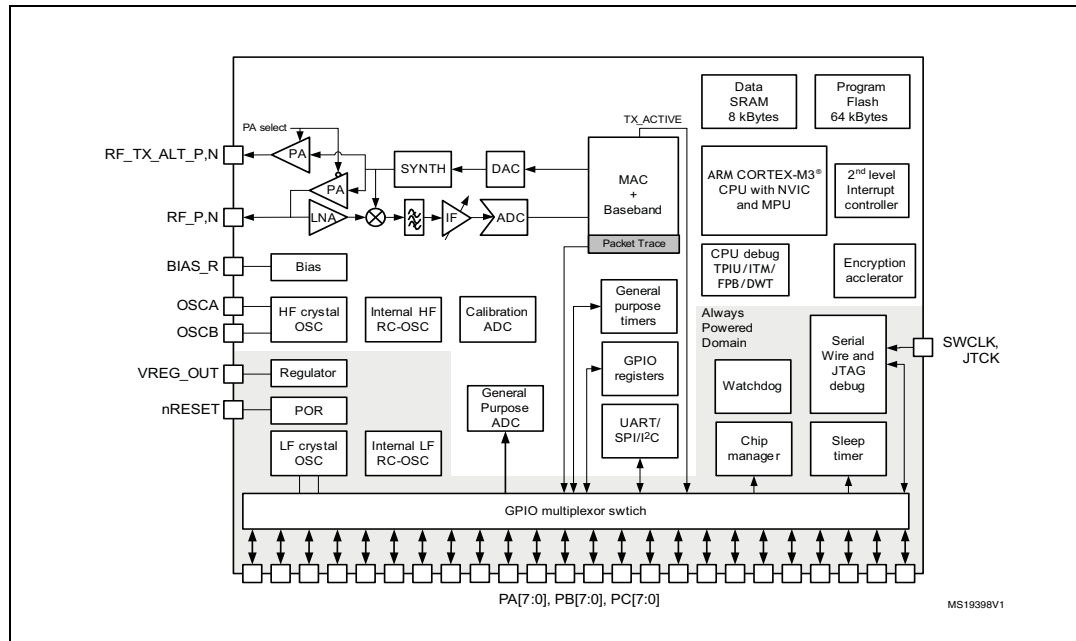 Data
SRAM
8 kBytes
Program
Flash
64 kBytes
TX_ACTIVE
PA select
RF_TX_ALT_P,N
PA
SYNTH
DAC
MAC
+
Baseband
ARM CORTEX-M3®
CPU with NVIC
and MPU
2nd level
Interrupt
controller
PA
RF_P,N
LNA
IF
ADC
Packet Trace
CPU debug
TPIU/ITM/
FPB/DWT
Encryption
acclerator
BIAS_R
Bias
OSCA
OSCB
HF crystal
OSC
Internal HF
RC-OSC
Calibration
ADC
General
purpose
timers
Always
Powered
Domain
Serial
Wire and
JTAG
debug
SWCLK,
JTCK
VREG_OUT
Regulator
GPIO
registers
Watchdog
nRESET
POR
General
Purpose
ADC
UART/
SPI/I2C
Chip
manager
Sleep
timer
LF crystal
OSC
Internal LF
RC-OSC
GPIO multiplexor swtich
PA[7:0], PB[7:0], PC[7:0]
MS19398V1